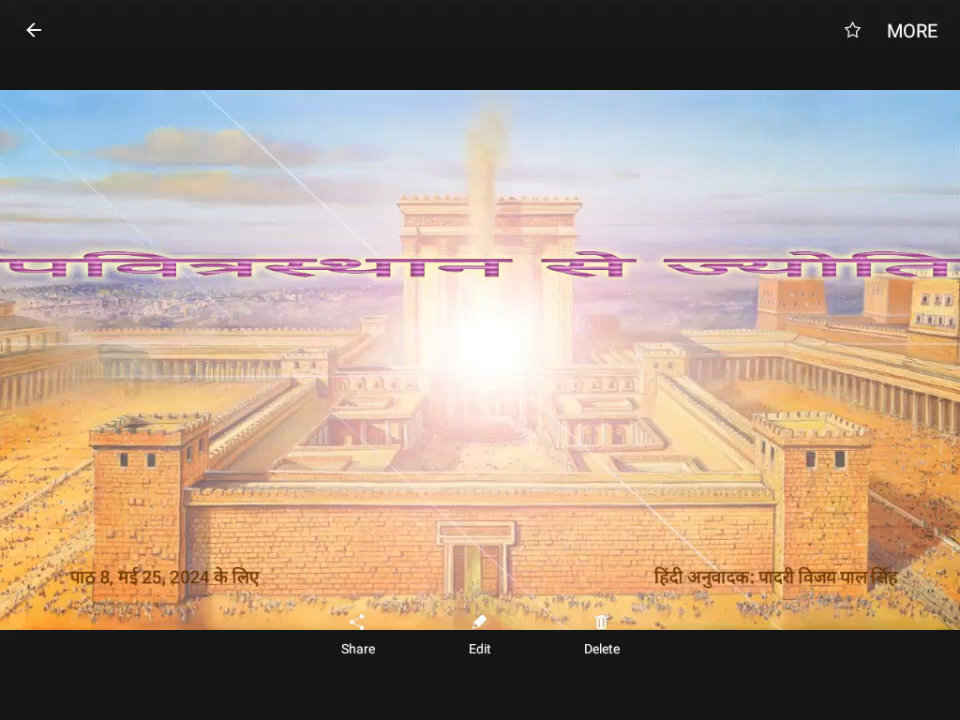 MORE
पवित्रस्थान से ज्योति
पाठ 8, मई 25, 2024 के लिए
हिंदी अनुवादक: पादरी विजय पाल सिंह
Share
Edit
Delete